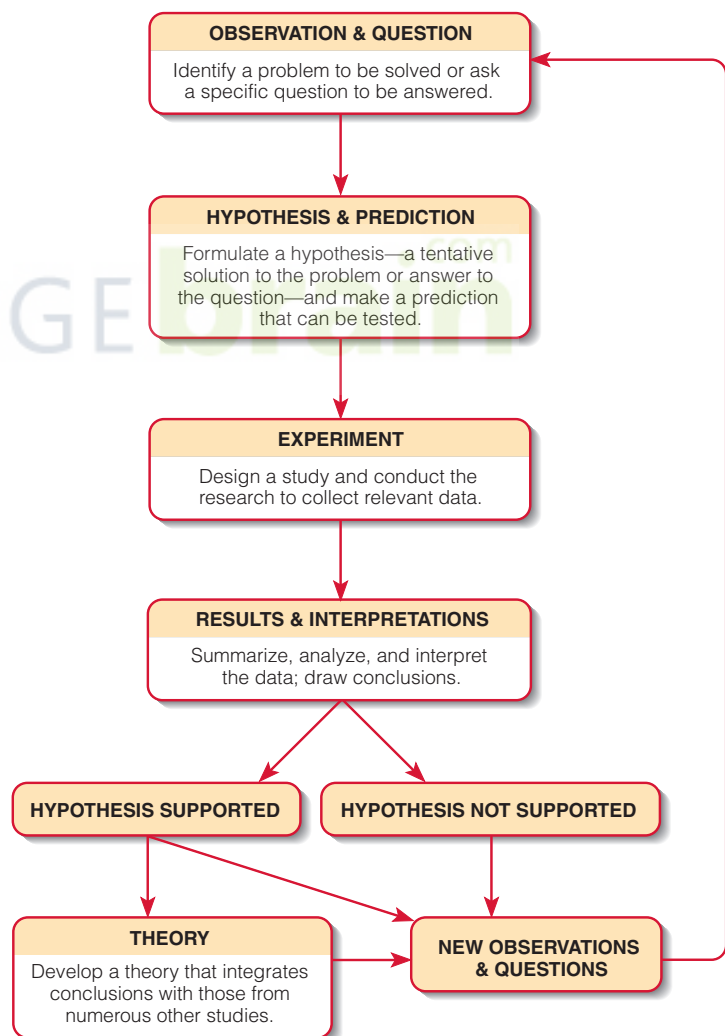 OBSERVATION & QUESTION
Identify a problem to be solved or ask
a specific question to be answered.
HYPOTHESIS & PREDICTION
Formulate a hypothesis—a tentative
solution to the problem or answer to
the question—and make a prediction
that can be tested.
.com
GE brain
EXPERIMENT
Design a study and conduct the
research to collect relevant data.
RESULTS & INTERPRETATIONS
Summarize, analyze, and interpret
the data; draw conclusions.
HYPOTHESIS SUPPORTED
HYPOTHESIS NOT SUPPORTED
THEORY
Develop a theory that integrates
conclusions with those from
numerous other studies.
NEW OBSERVATIONS
& QUESTIONS